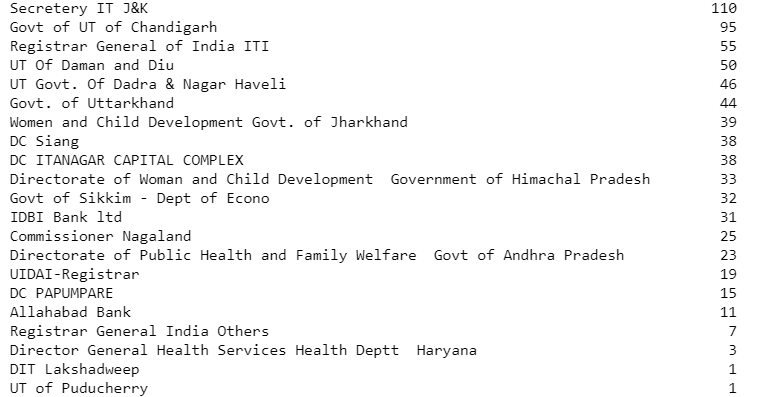 Secretery IT J&K 110
Govt of UT of Chandigarh 95
Registrar General of India ITI 55
UT Of Daman and Diu 50
UT Govt. Of Dadra & Nagar Haveli 46
Govt. of Uttarkhand 44
Women and Child Development Govt. of Jharkhand 39
DC Siang 38
DC ITANAGAR CAPITAL COMPLEX 38
Directorate of Woman and Child Development  Government of Himachal Pradesh 33
Govt of Sikkim - Dept of Econo 32
IDBI Bank ltd 31
Commissioner Nagaland 25
Directorate of Public Health and Family Welfare  Govt of Andhra Pradesh 23
UIDAI-Registrar 19
DC PAPUMPARE 15
Allahabad Bank 11
Registrar General India Others 7
Director General Health Services Health Deptt  Haryana 3
DIT Lakshadweep 1
UT of Puducherry 1